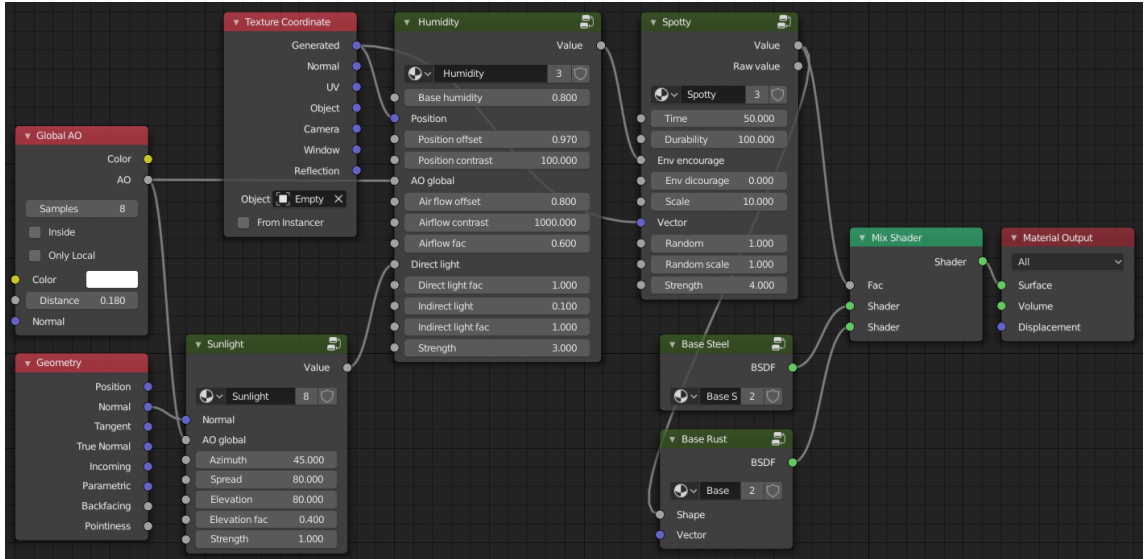 Texture Coordinate
Generated
Normal
UV
Object
Camera
Window
Reflection
Object Empty
From Instancer
Humidity
Value
Humidity 3
Base humidity 0.800
Position
Position offset 0.970
Position contrast 100.000
AO global
Air flow offset 0.800
Airflow contrast 1000.000
Airflow fac 0.600
Direct light
Direct light fac 1.000
Indirect light 0.100
Indirect light fac 1.000
Strength 3.000
Spotty
Value
Raw value
Spotty 3
Time 50.000
Durability 100.000
Env encourage
Env dicourage 0.000
Scale 10.000
Vector
Random 1.000
Random scale 1.000
Strength 4.000
Global AO
Color
AO
Samples 8
Inside
Only Local
Color
Distance 0.180
Normal
Geometry
Position
Normal
Tangent
True Normal
Incoming
Parametric
Backfacing
Pointiness
Sunlight
Value
Sunlight 8
Normal
AO global
Azimuth 45.000
Spread 80.000
Elevation 80.000
Elevation fac 0.400
Strength 1.000
Base Steel
BSDF
Base S 2
Base Rust
BSDF
Base 2
Shape
Vector
Mix Shader
Shader
Fac
Shader
Shader
Material Output
All
Surface
Volume
Displacement